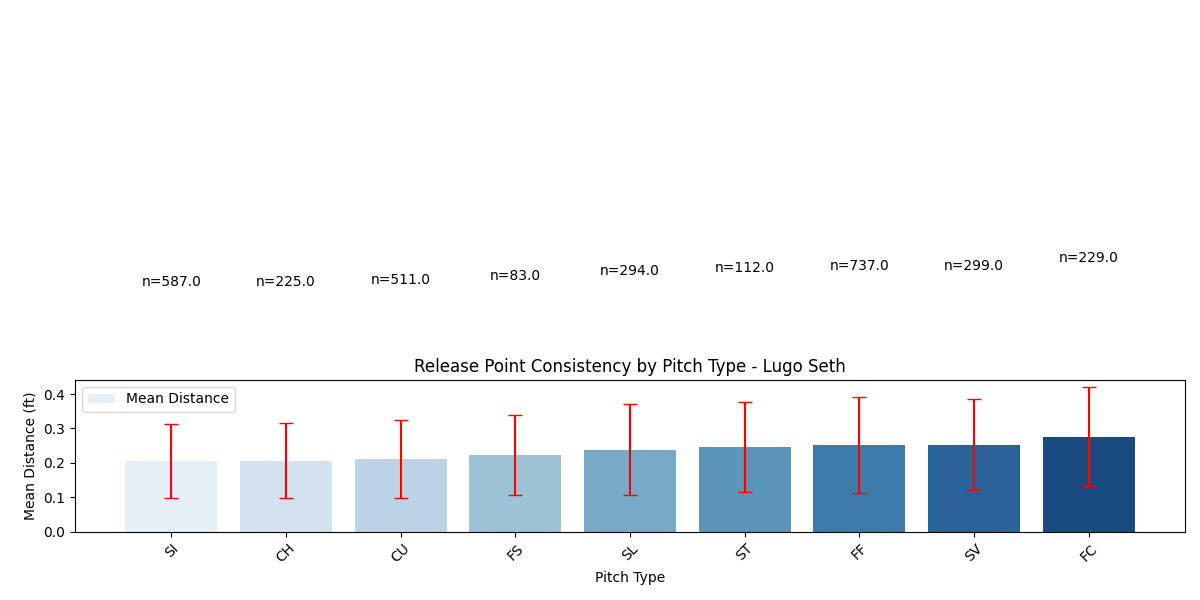 n=587.0 n=225.0 n=511.0 n=83.0 n=294.0 n=112.0 n=737.0 n=299.0 n=229.0
Release Point Consistency by Pitch Type - Lugo Seth
Mean Distance (ft)
0.4
0.3
0.2
0.1
0.0
Mean Distance
SI CH CU FS SL ST FF SV FC
Pitch Type